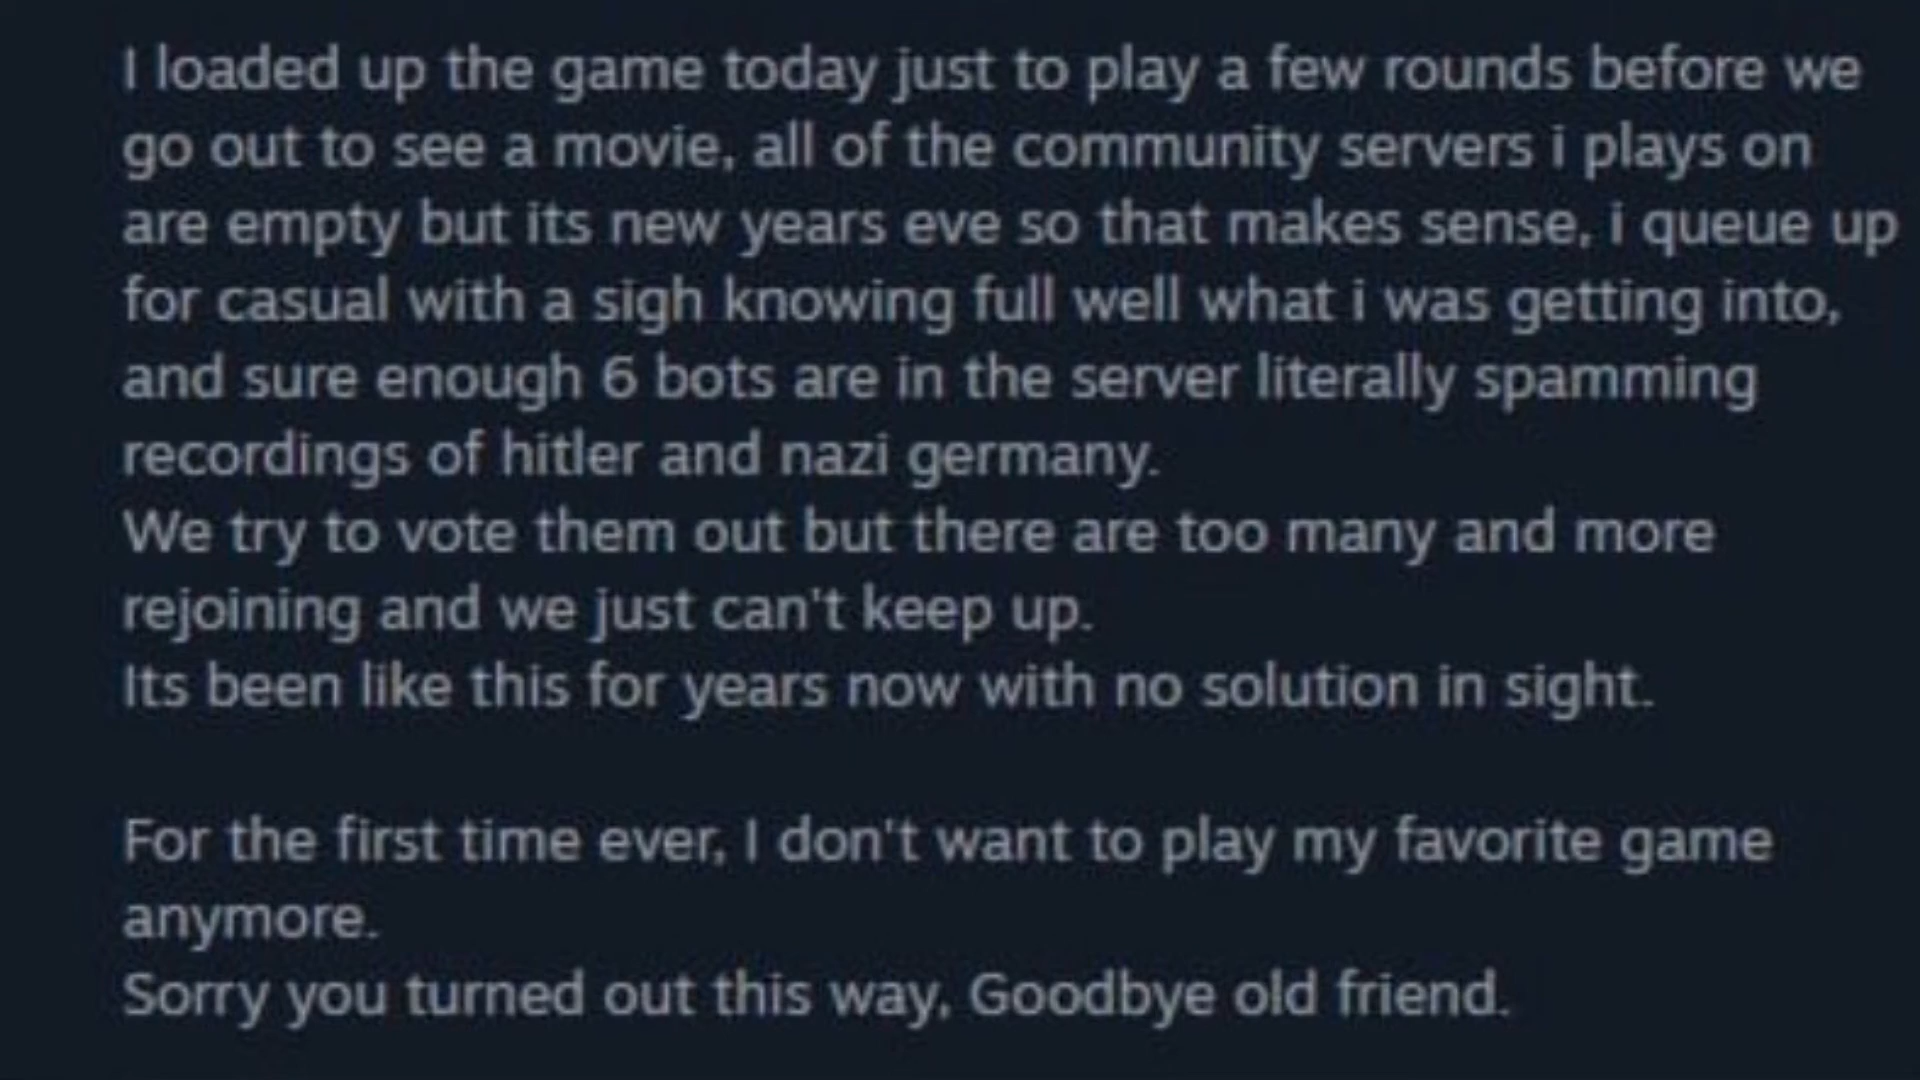 I loaded up the game today just to play a few rounds before we
go out to see a movie, all of the community servers i plays on
are empty but its new years eve so that makes sense, i queue up
for casual with a sigh knowing full well what i was getting into,
and sure enough 6 bots are in the server literally spamming
recordings of hitler and nazi germany.
We try to vote them out but there are too many and more
rejoining and we just can't keep up.
Its been like this for years now with no solution in sight.
For the first time ever, I don't want to play my favorite game
anymore.
Sorry you turned out this way, Goodbye old friend.